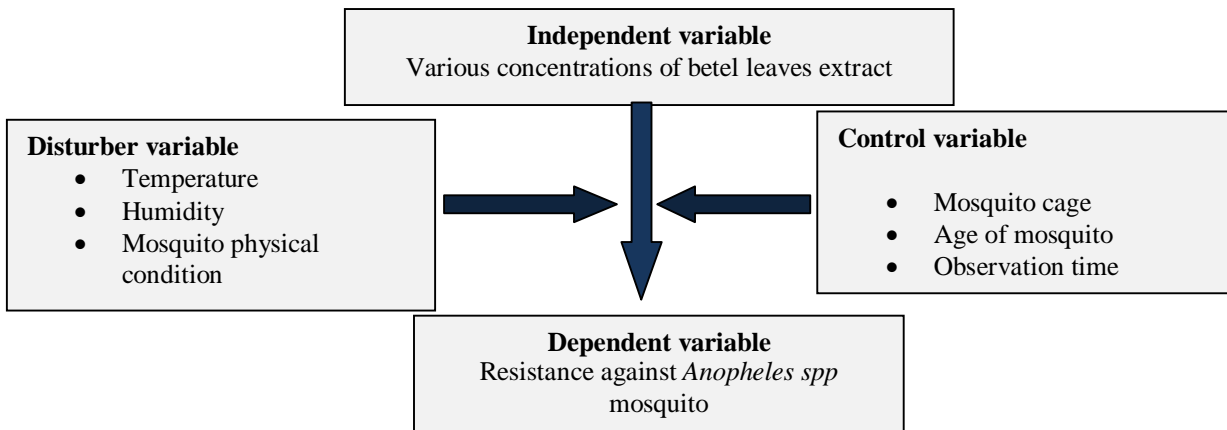 Independent variable
Various concentrations of betel leaves extract
Disturber variable
• Temperature
• Humidity
• Mosquito physical
condition
Control variable
• Mosquito cage
• Age of mosquito
• Observation time
Dependent variable
Resistance against Anopheles spp
mosquito